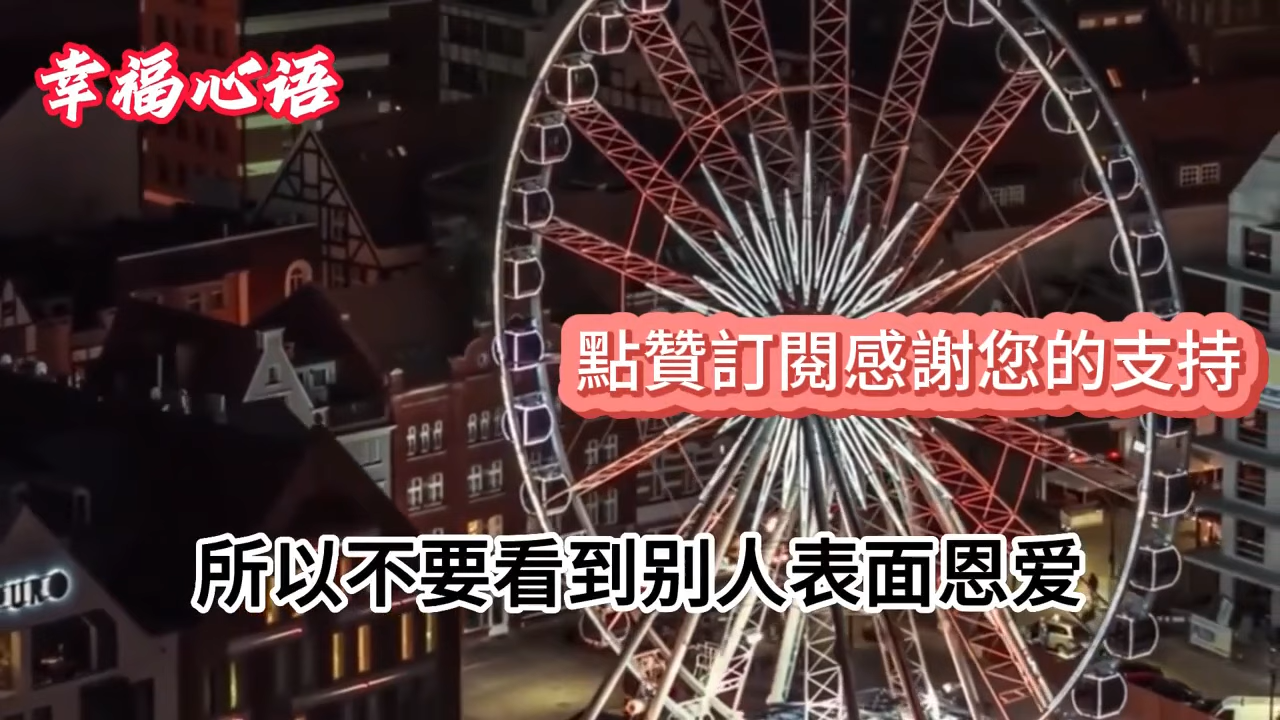 幸福心语
點贊訂閱感謝您的支持
所以不要看到别人表面恩爱